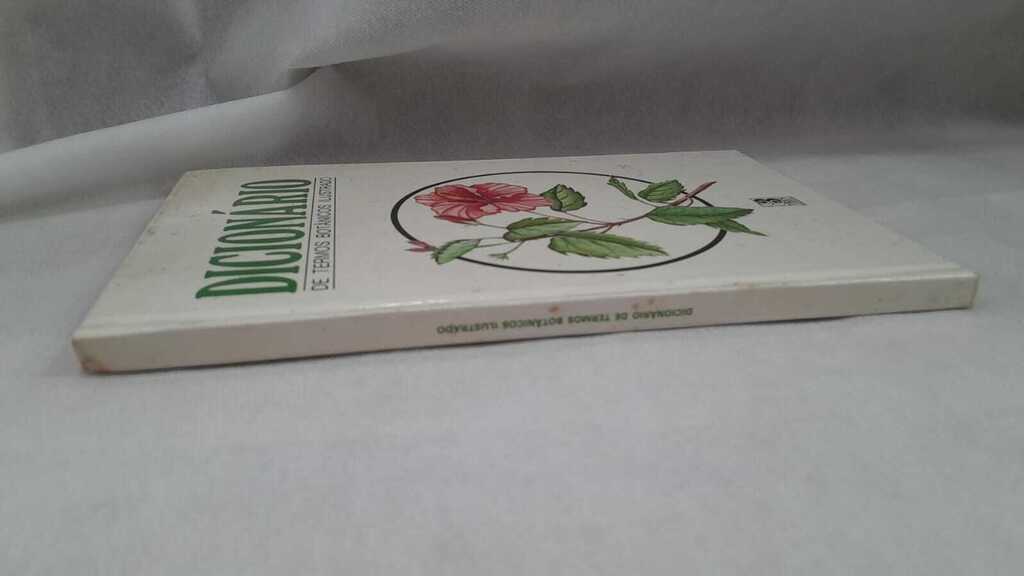 DICIONÁRIO
DE TERMOS BOTÂNICOS ILUSTRADO
DICIONÁRIO DE TERMOS BOTÂNICOS ILUSTRADO